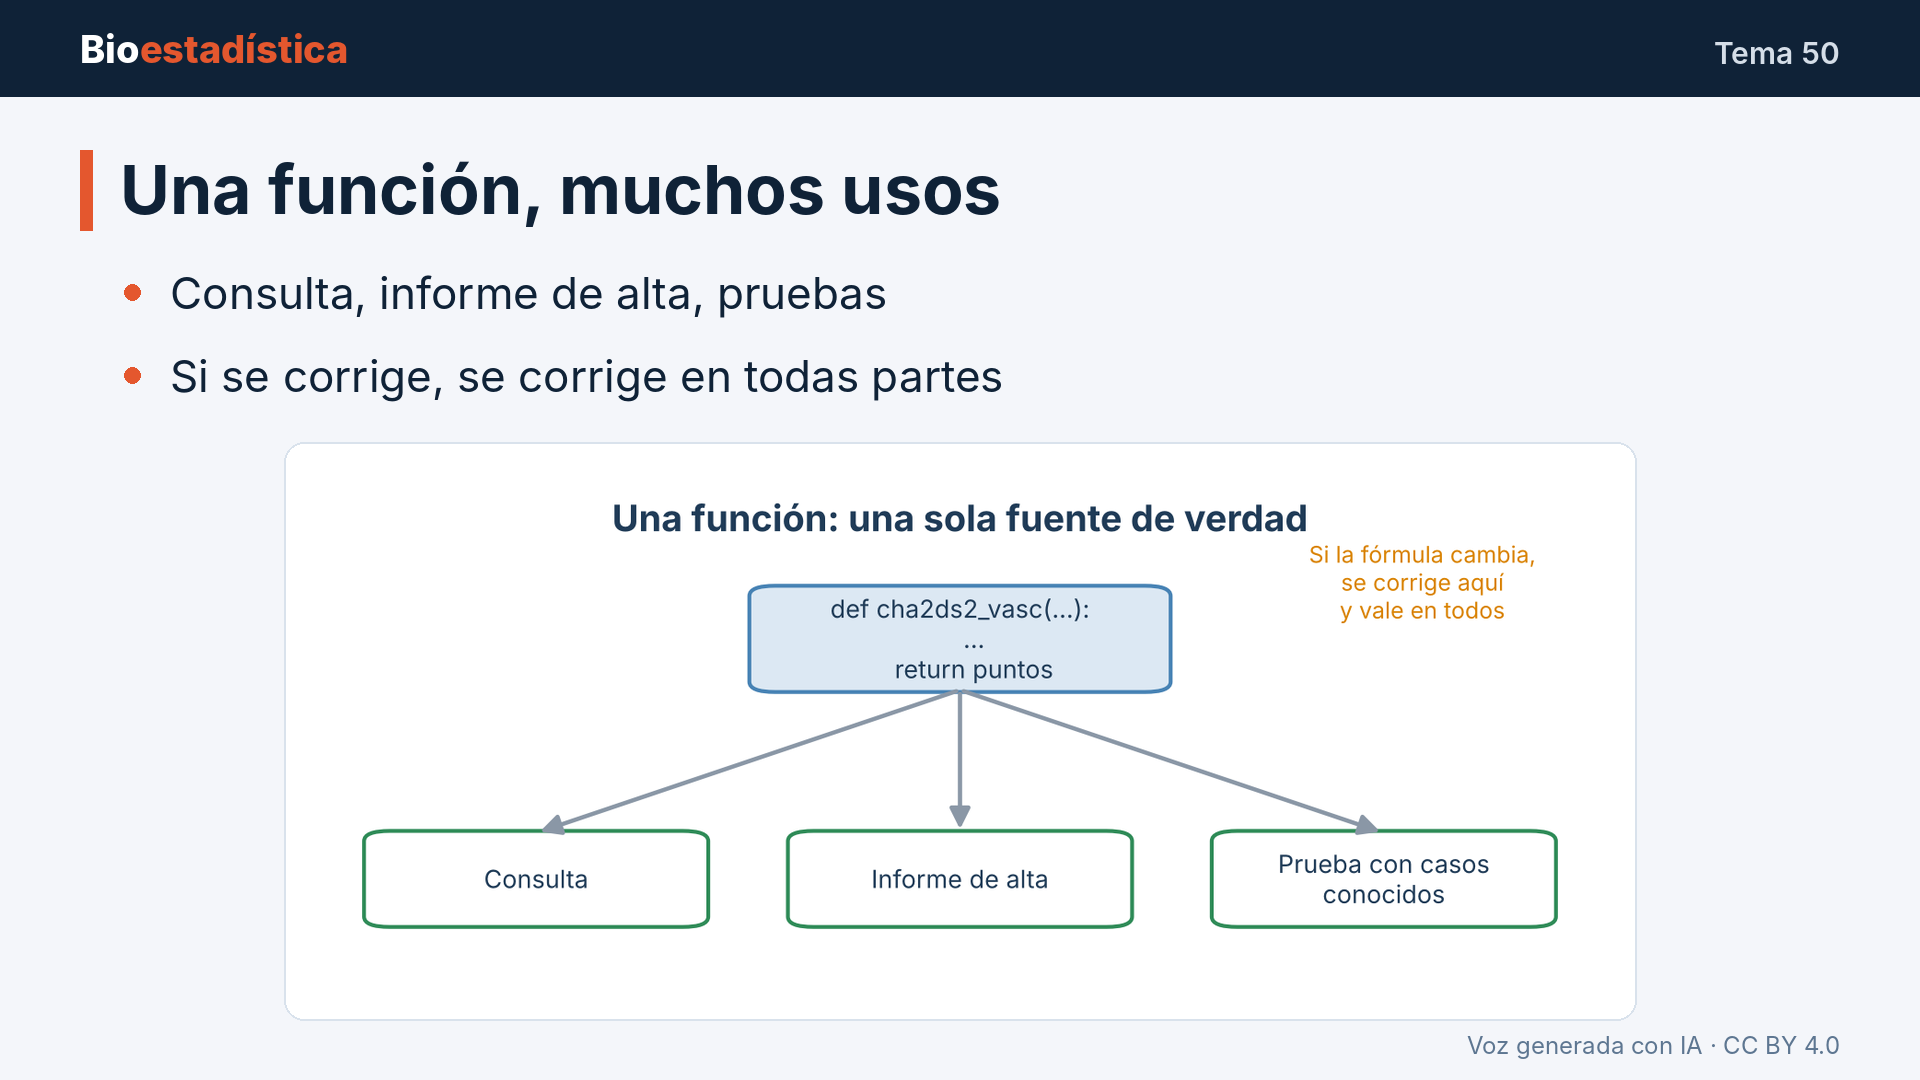 Bioestadística
Tema 50
Una función, muchos usos
Consulta, informe de alta, pruebas
Si se corrige, se corrige en todas partes
Una función: una sola fuente de verdad
Si la fórmula cambia,
se corrige aquí
y vale en todos
def cha2ds2_vasc(...):
...
return puntos
Consulta
Informe de alta
Prueba con casos
conocidos
Voz generada con IA · CC BY 4.0